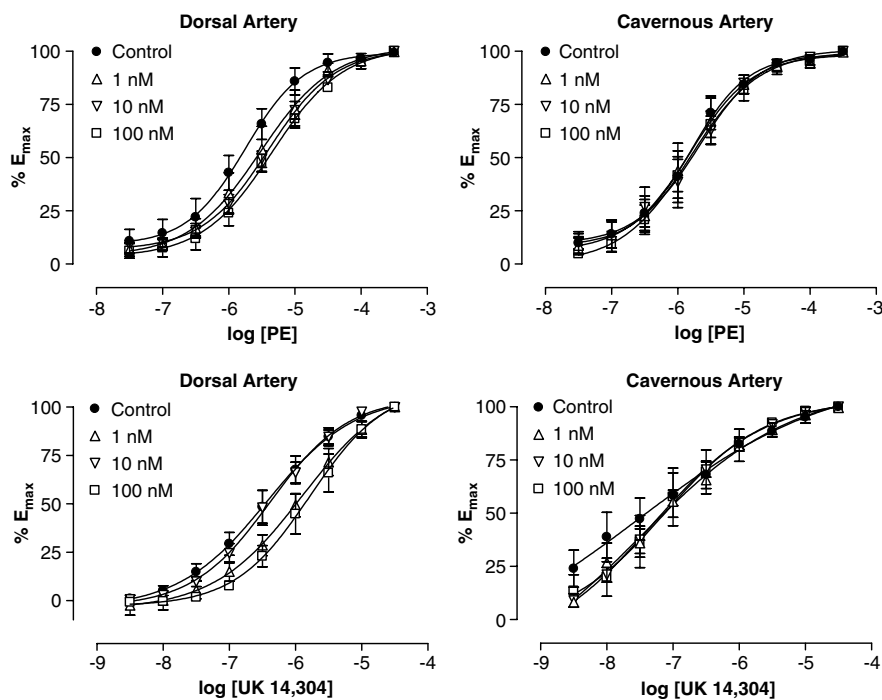 Dorsal Artery
100
75
50
25
0
% Emax
Control
1 nM
10 nM
100 nM
-8 -7 -6 -5 -4 -3
log [PE]
Cavernous Artery
100
75
50
25
0
% Emax
Control
1 nM
10 nM
100 nM
-8 -7 -6 -5 -4 -3
log [PE]
Dorsal Artery
100
75
50
25
0
% Emax
Control
1 nM
10 nM
100 nM
-9 -8 -7 -6 -5 -4
log [UK 14,304]
Cavernous Artery
100
75
50
25
0
% Emax
Control
1 nM
10 nM
100 nM
-9 -8 -7 -6 -5 -4
log [UK 14,304]